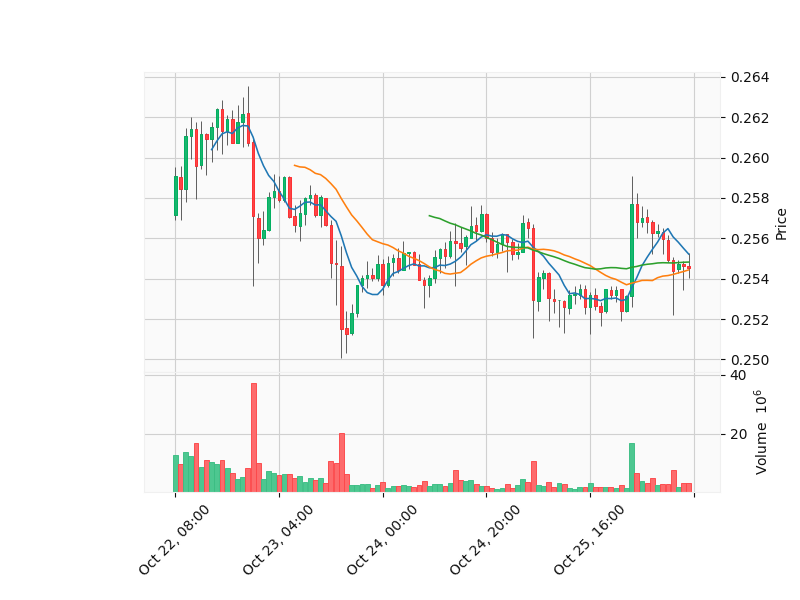 0.264
0.262
0.260
0.258
0.256
0.254
0.252
0.250
Price
40
20
Volume 10^6
Oct 22, 08:00
Oct 23, 04:00
Oct 24, 00:00
Oct 24, 20:00
Oct 25, 16:00